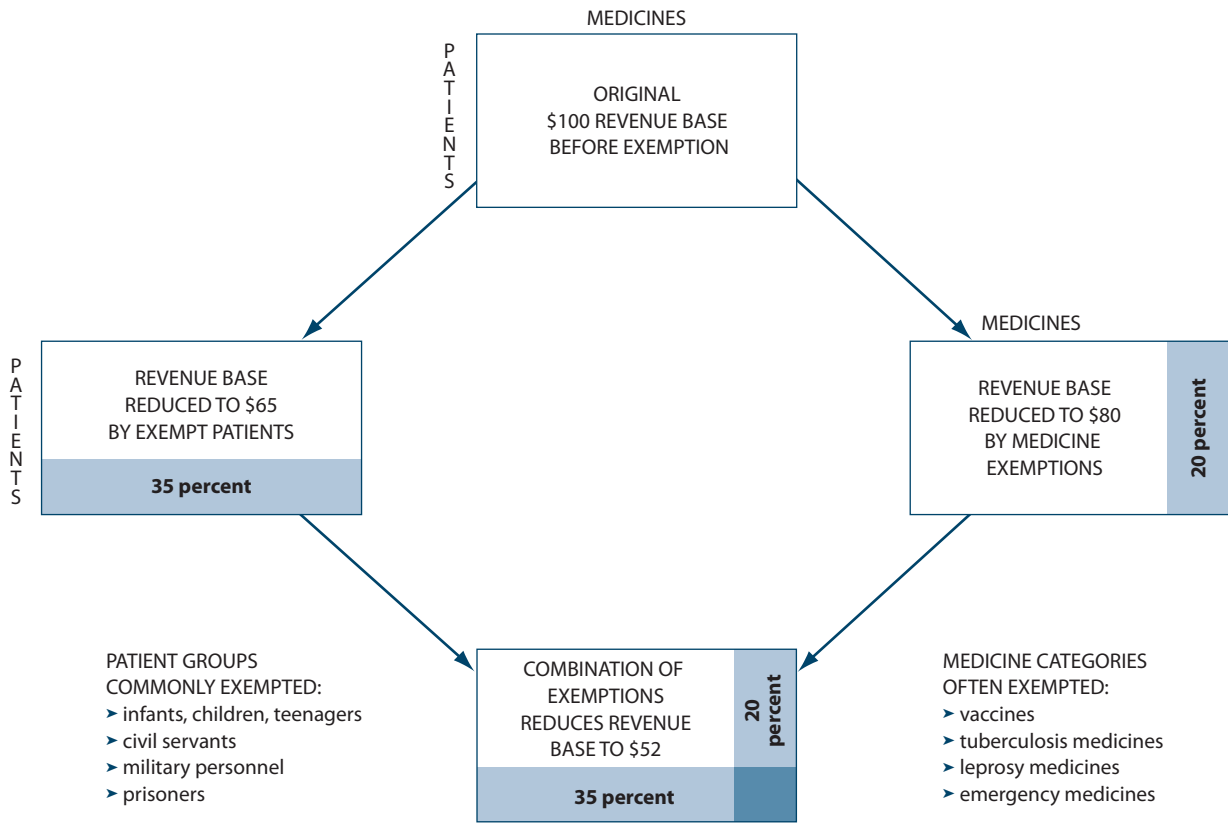 MEDICINES
PATIENTS
ORIGINAL
$100 REVENUE BASE
BEFORE EXEMPTION
PATIENTS
REVENUE BASE
REDUCED TO $65
BY EXEMPT PATIENTS
35 percent
MEDICINES
REVENUE BASE
REDUCED TO $80
BY MEDICINE
EXEMPTIONS
20 percent
PATIENT GROUPS
COMMONLY EXEMPTED:
➤ infants, children, teenagers
➤ civil servants
➤ military personnel
➤ prisoners
COMBINATION OF
EXEMPTIONS
REDUCES REVENUE
BASE TO $52
20
percent
35 percent
MEDICINE CATEGORIES
OFTEN EXEMPTED:
➤ vaccines
➤ tuberculosis medicines
➤ leprosy medicines
➤ emergency medicines